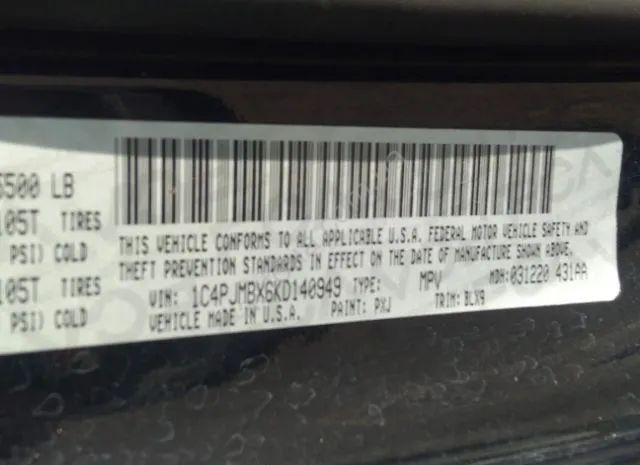 6500 LB
105T TIRES
PSI) COLD
105T TIRES
PSI) COLD
THIS VEHICLE CONFORMS TO ALL APPLICABLE U.S.A. FEDERAL MOTOR VEHICLE SAFETY AND
THEFT PREVENTION STANDARDS IN EFFECT ON THE DATE OF MANUFACTURE SHOWN ABOVE.
VIN: 1C4PJMBX6KD140949 TYPE: MPV MDH: 031220 431AA
VEHICLE MADE IN U.S.A. PAINT: PXJ TRIM: BLX9